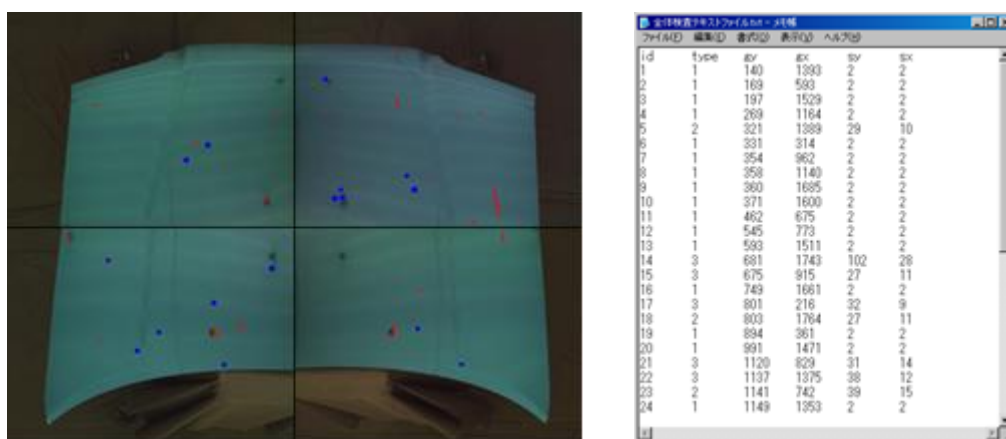 全体検査テキストファイル.txt - メモ帳
ファイル(F) 編集(E) 書式(O) 表示(V) ヘルプ(H)
id type gy gx sy sx
1 1 140 1393 2 2
2 1 169 593 2 2
3 1 197 1529 2 2
4 1 269 1164 2 2
5 2 321 1389 29 10
6 1 331 314 2 2
7 1 354 962 2 2
8 1 358 1140 2 2
9 1 360 1685 2 2
10 1 371 1600 2 2
11 1 462 675 2 2
12 1 545 773 2 2
13 1 593 1511 2 2
14 3 681 1743 102 28
15 3 675 915 27 11
16 1 749 1661 2 2
17 3 801 216 32 9
18 2 803 1764 27 11
19 1 894 361 2 2
20 1 991 1471 2 2
21 3 1120 829 31 14
22 3 1137 1375 38 12
23 2 1141 742 39 15
24 1 1149 1353 2 2